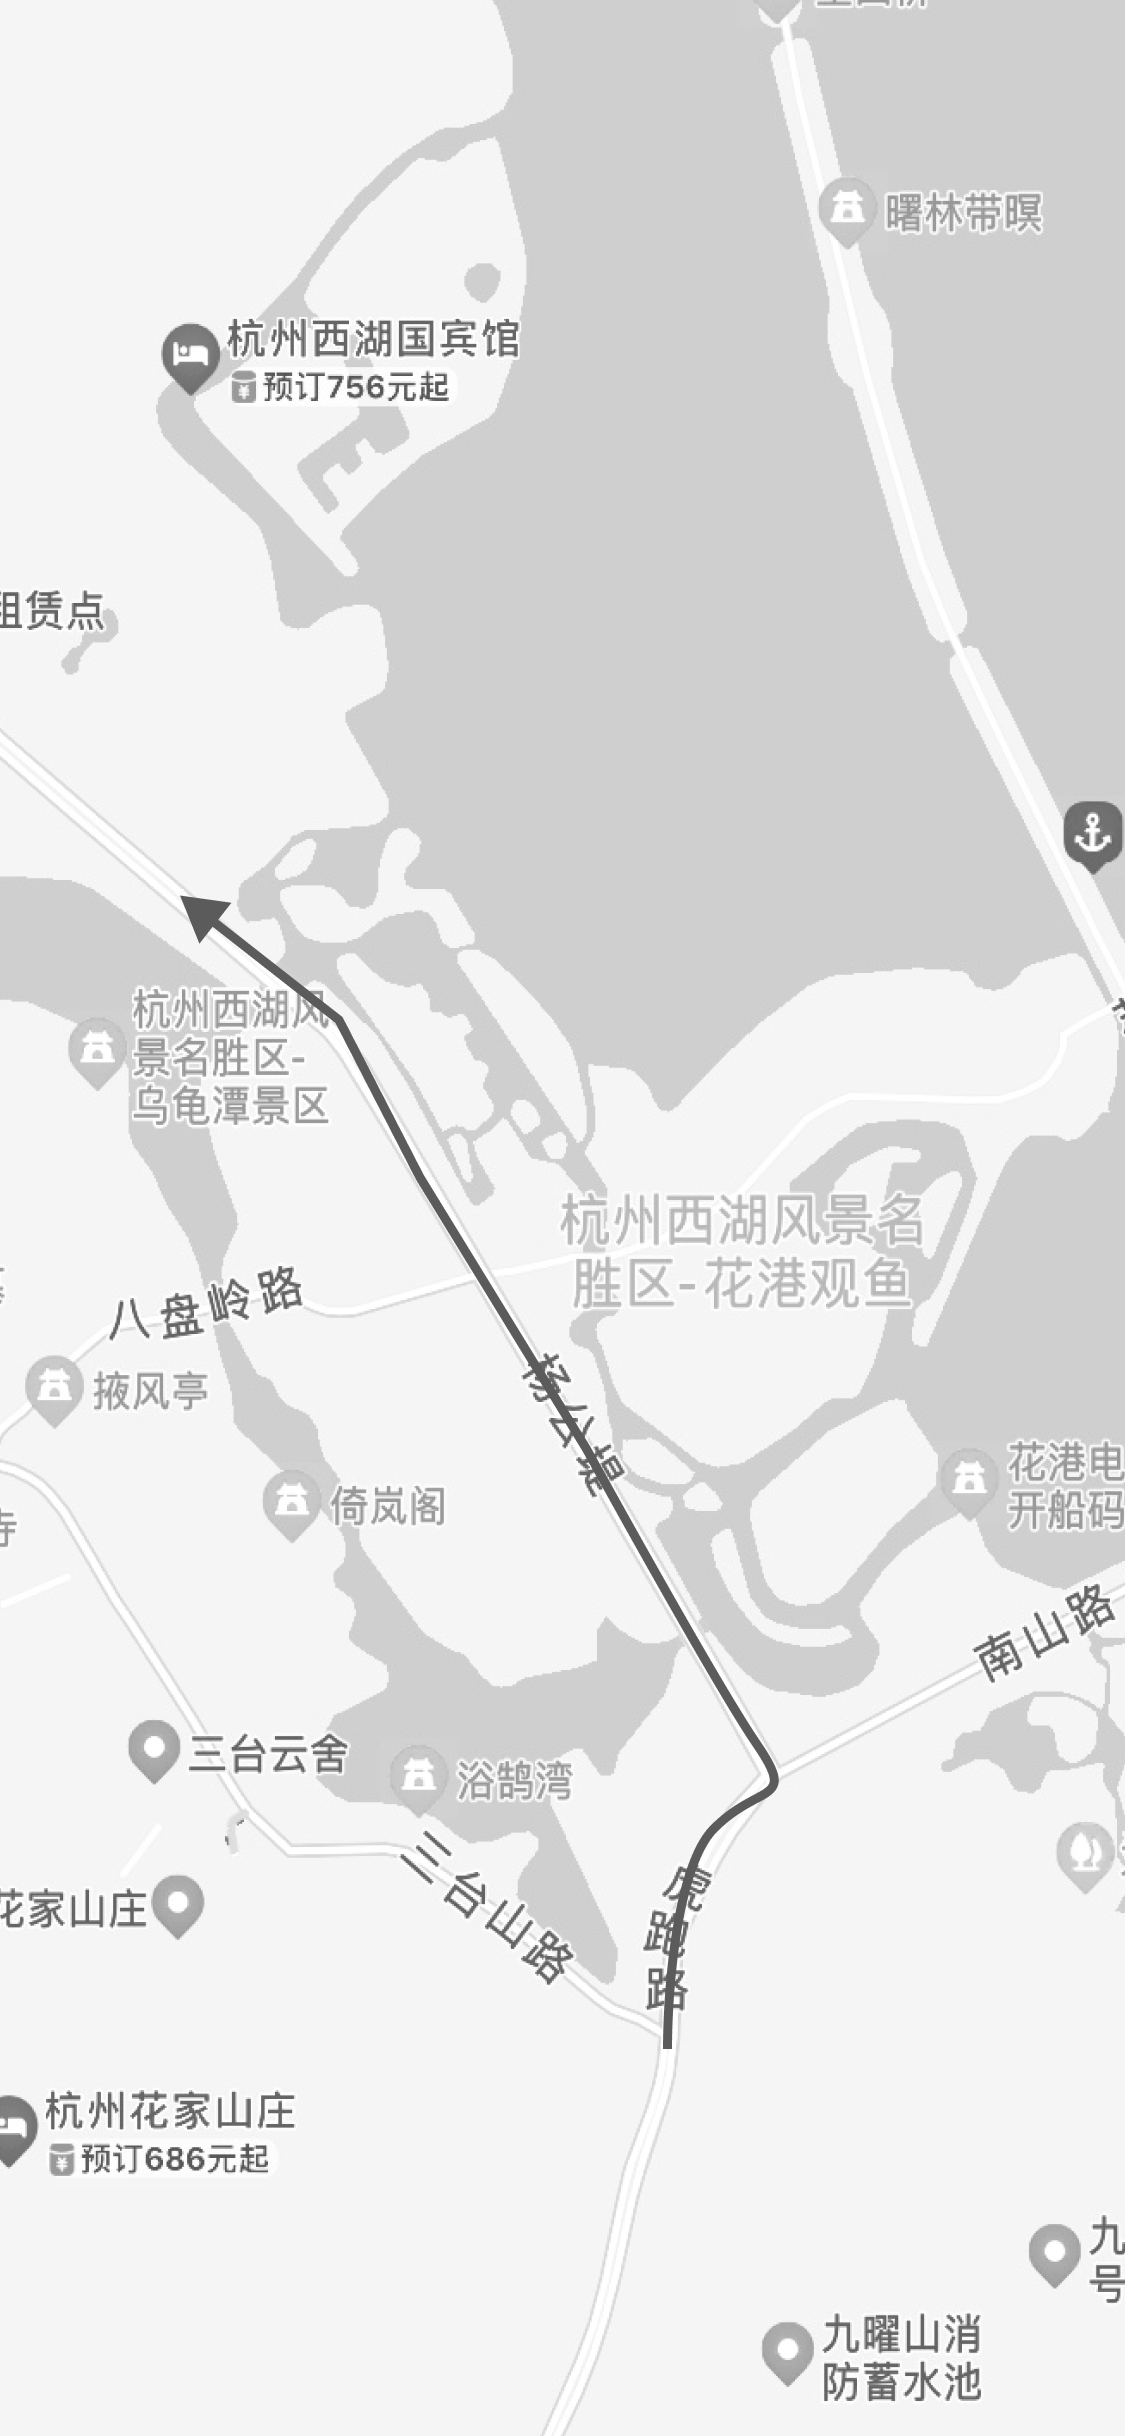 曙林带暝
杭州西湖国宾馆
预订756元起
租赁点
杭州西湖风
景名胜区-
乌龟潭景区
杭州西湖风景名
胜区-花港观鱼
八盘岭路
掖风亭
杨公堤
花港电
开船码
倚岚阁
寺
南山路
三台云舍
浴鹄湾
三台山路
虎跑路
花家山庄
杭州花家山庄
预订686元起
九
号
九曜山消
防蓄水池